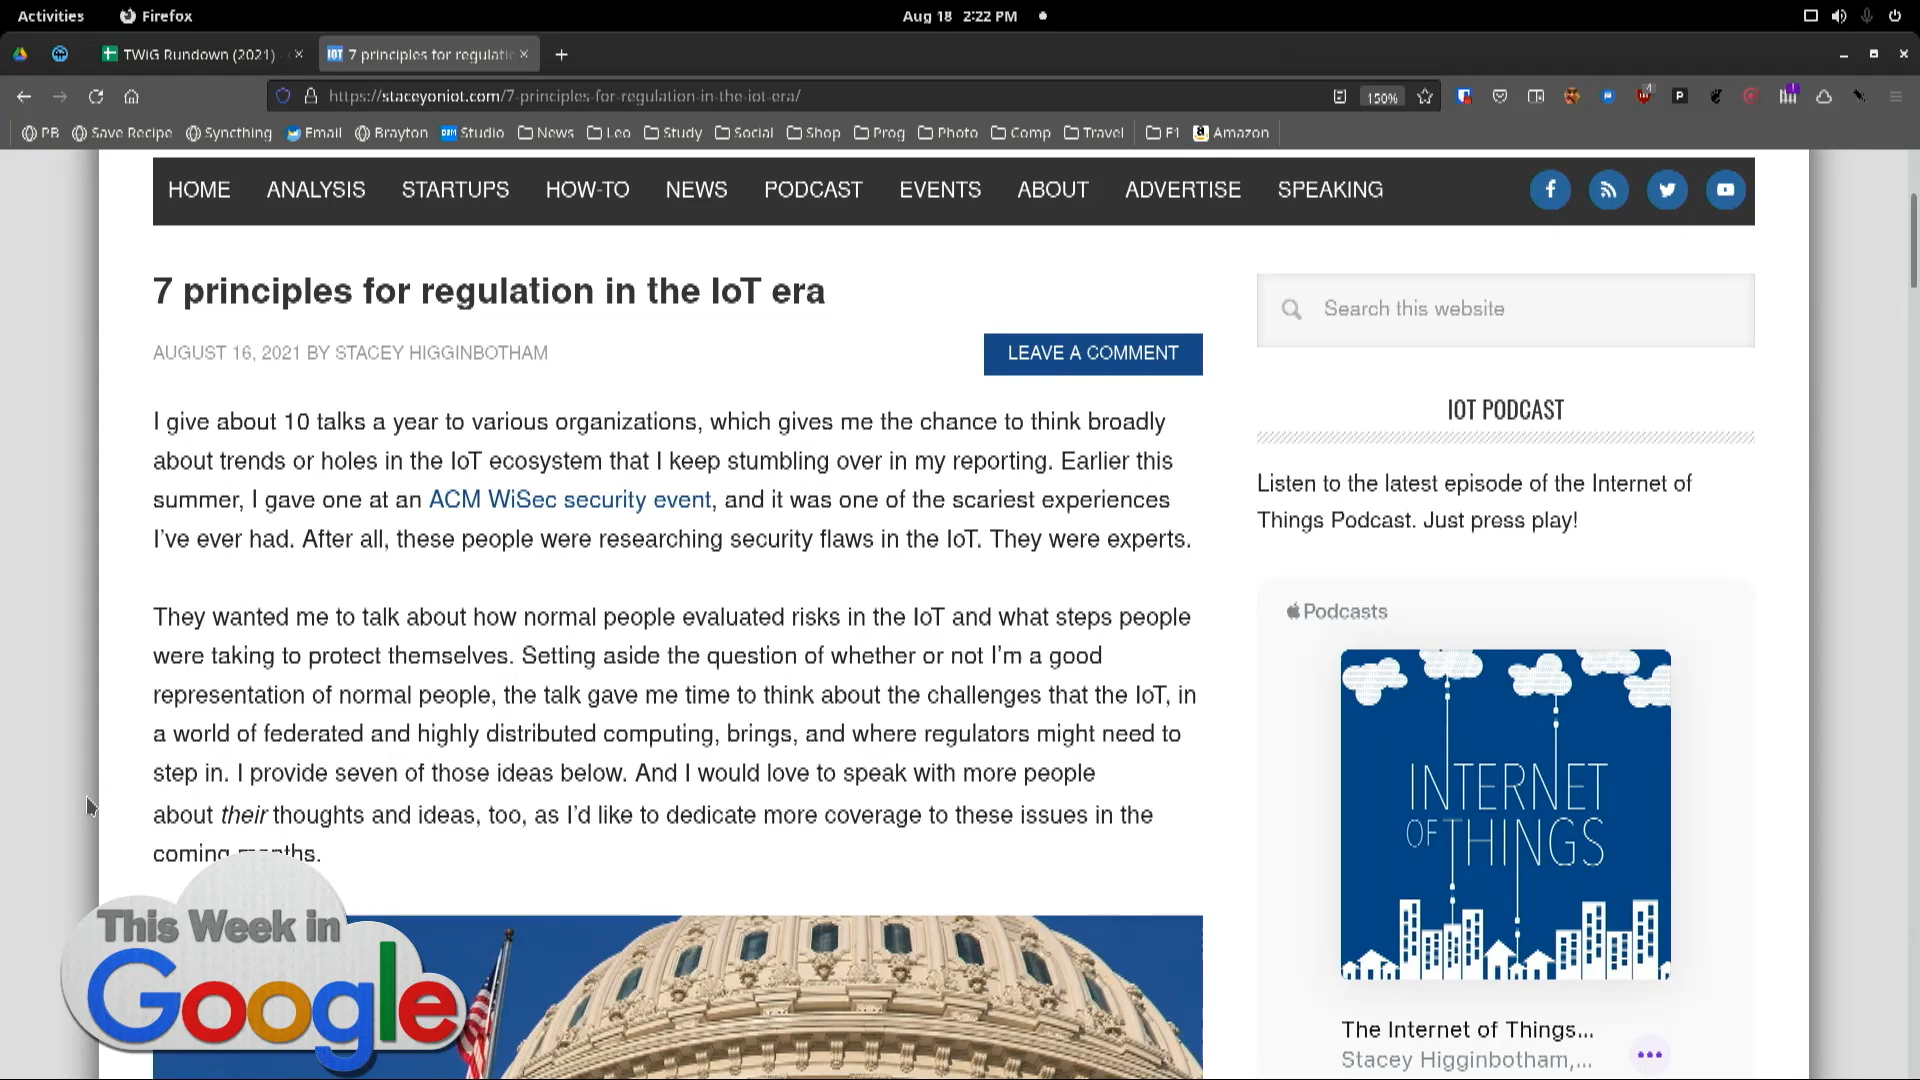 Activities
Firefox
Aug 18 2:22 PM
TWiG Rundown (2021)
IOT 7 principles for regulatio
https://staceyoniot.com/7-principles-for-regulation-in-the-iot-era/
150%
PB Save Recipe Syncthing Email Brayton Studio News Leo Study Social Shop Prog Photo Comp Travel F1 Amazon
HOME ANALYSIS STARTUPS HOW-TO NEWS PODCAST EVENTS ABOUT ADVERTISE SPEAKING
7 principles for regulation in the IoT era
AUGUST 16, 2021 BY STACEY HIGGINBOTHAM
LEAVE A COMMENT
I give about 10 talks a year to various organizations, which gives me the chance to think broadly
about trends or holes in the IoT ecosystem that I keep stumbling over in my reporting. Earlier this
summer, I gave one at an ACM WiSec security event, and it was one of the scariest experiences
I've ever had. After all, these people were researching security flaws in the IoT. They were experts.
They wanted me to talk about how normal people evaluated risks in the IoT and what steps people
were taking to protect themselves. Setting aside the question of whether or not I'm a good
representation of normal people, the talk gave me time to think about the challenges that the IoT, in
a world of federated and highly distributed computing, brings, and where regulators might need to
step in. I provide seven of those ideas below. And I would love to speak with more people
about their thoughts and ideas, too, as I'd like to dedicate more coverage to these issues in the
coming months.
Search this website
IOT PODCAST
Listen to the latest episode of the Internet of
Things Podcast. Just press play!
Podcasts
INTERNET
OF THINGS
The Internet of Things...
Stacey Higginbotham,...
This Week in
Google